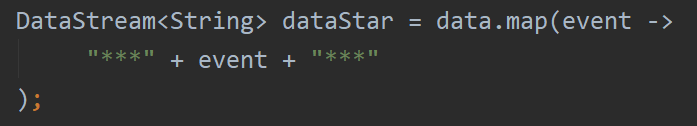 DataStream<String> dataStar = data.map(event ->
"***" + event + "***"
);